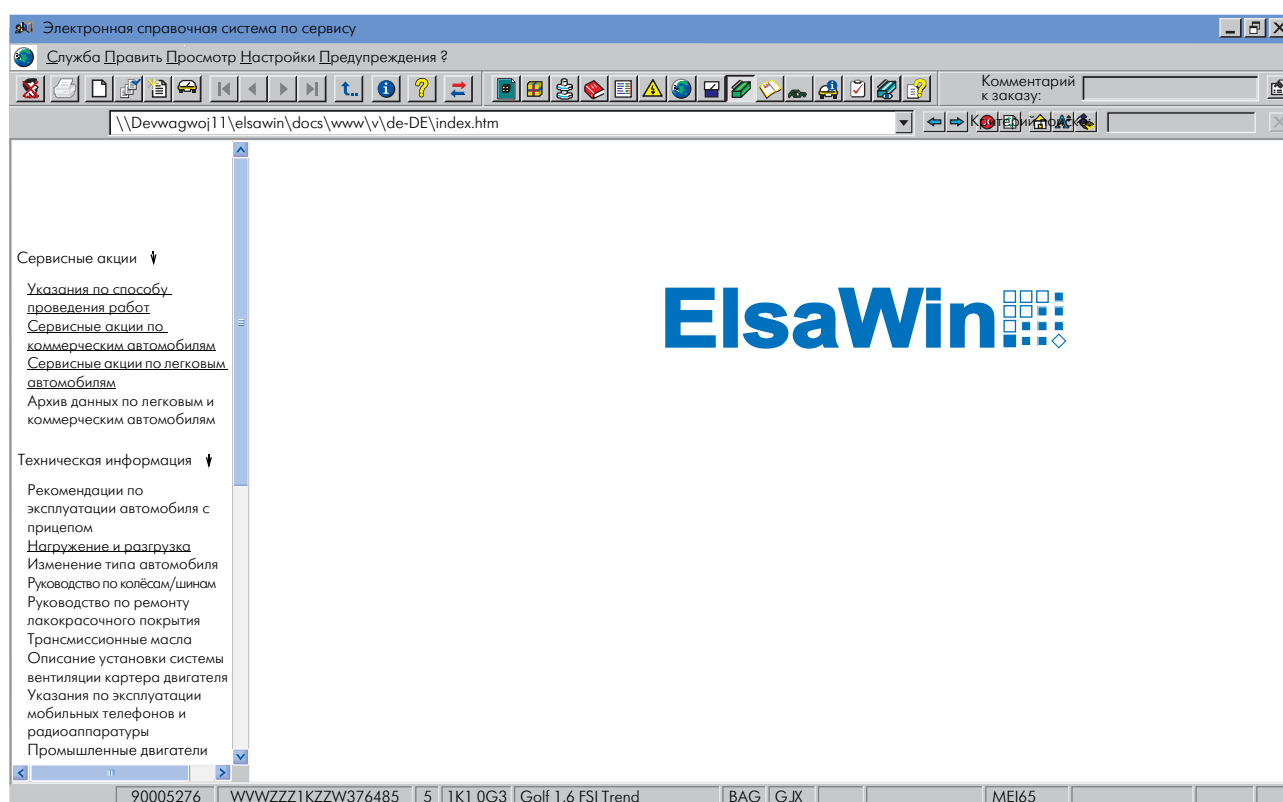 Электронная справочная система по сервису
Служба Править Просмотр Настройки Предупреждения ?
t..
Комментарий
к заказу:
\\Devwagwoj11\elsawin\docs\www\v\de-DE\index.htm
Сервисные акции
Указания по способу
проведения работ
Сервисные акции по
коммерческим автомобилям
Сервисные акции по легковым
автомобилям
Архив данных по легковым и
коммерческим автомобилям
ElsaWin
Техническая информация
Рекомендации по
эксплуатации автомобиля с
прицепом
Нагружение и разгрузка
Изменение типа автомобиля
Руководство по колёсам/шинам
Руководство по ремонту
лакокрасочного покрытия
Трансмиссионные масла
Описание установки системы
вентиляции картера двигателя
Указания по эксплуатации
мобильных телефонов и
радиоаппаратуры
Промышленные двигатели
90005276 WVWZZZ1KZZW376485 5 1K1 0G3 Golf 1,6 FSI Trend BAG GJX MEI65